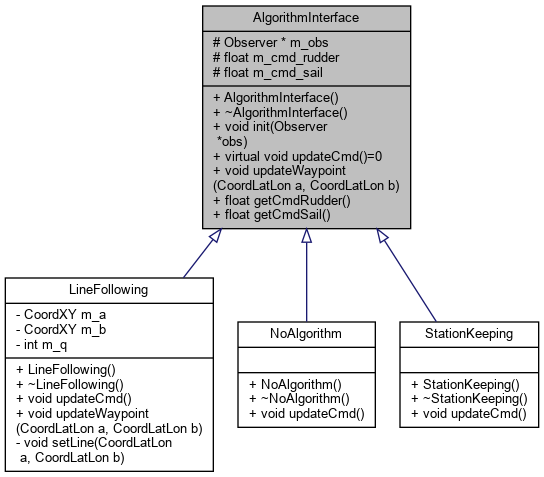 AlgorithmInterface
# Observer * m_obs
# float m_cmd_rudder
# float m_cmd_sail
+ AlgorithmInterface()
+ ~AlgorithmInterface()
+ void init(Observer
*obs)
+ virtual void updateCmd()=0
+ void updateWaypoint
(CoordLatLon a, CoordLatLon b)
+ float getCmdRudder()
+ float getCmdSail()
LineFollowing
- CoordXY m_a
- CoordXY m_b
- int m_q
+ LineFollowing()
+ ~LineFollowing()
+ void updateCmd()
+ void updateWaypoint
(CoordLatLon a, CoordLatLon b)
- void setLine(CoordLatLon
a, CoordLatLon b)
NoAlgorithm
+ NoAlgorithm()
+ ~NoAlgorithm()
+ void updateCmd()
StationKeeping
+ StationKeeping()
+ ~StationKeeping()
+ void updateCmd()